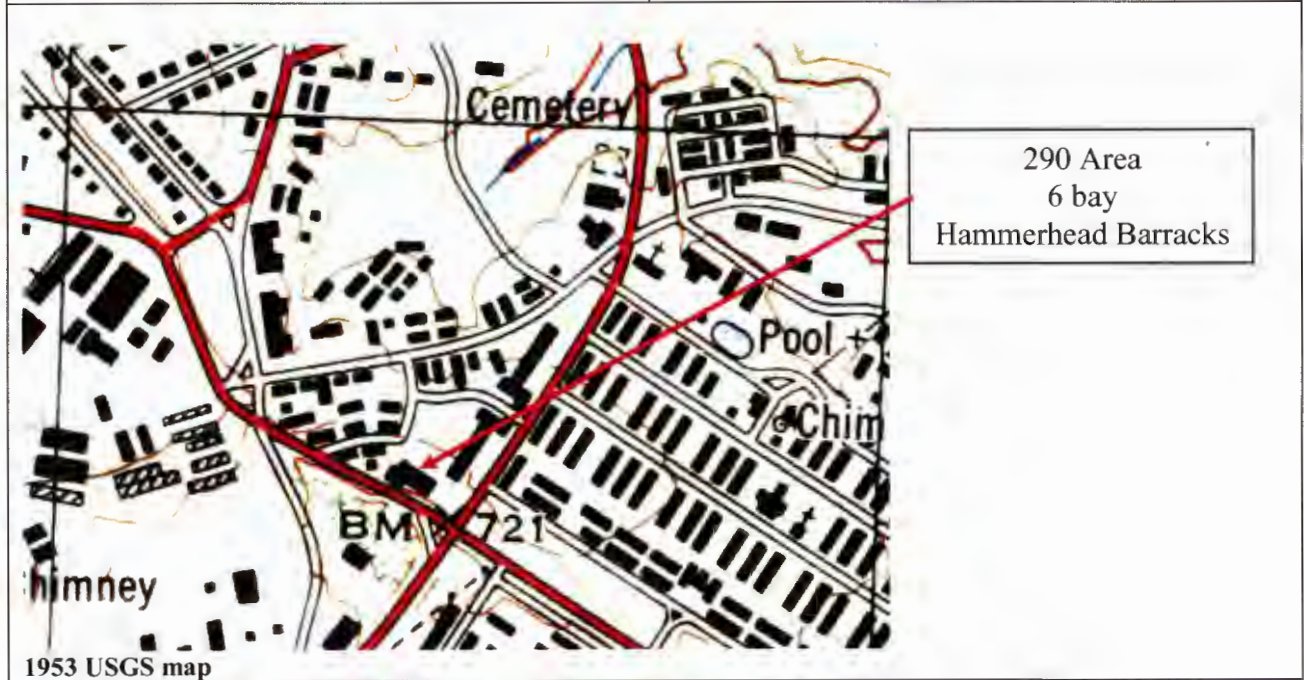 Cemetery
290 Area
6 bay
Hammerhead Barracks
Pool
Chim
BM 721
himney
1953 USGS map